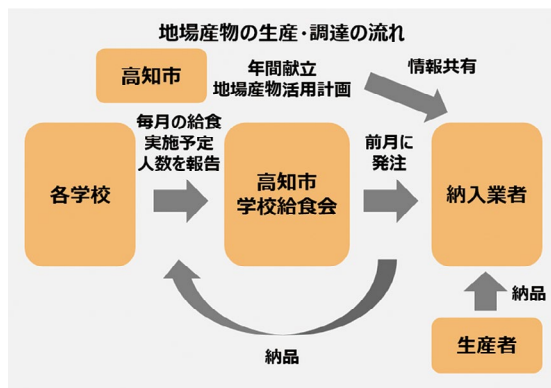 地場産物の生産・調達の流れ
高知市
年間献立
地場産物活用計画
情報共有
毎月の給食
実施予定
人数を報告
前月に
発注
各学校
高知市
学校給食会
納入業者
納品
生産者
納品